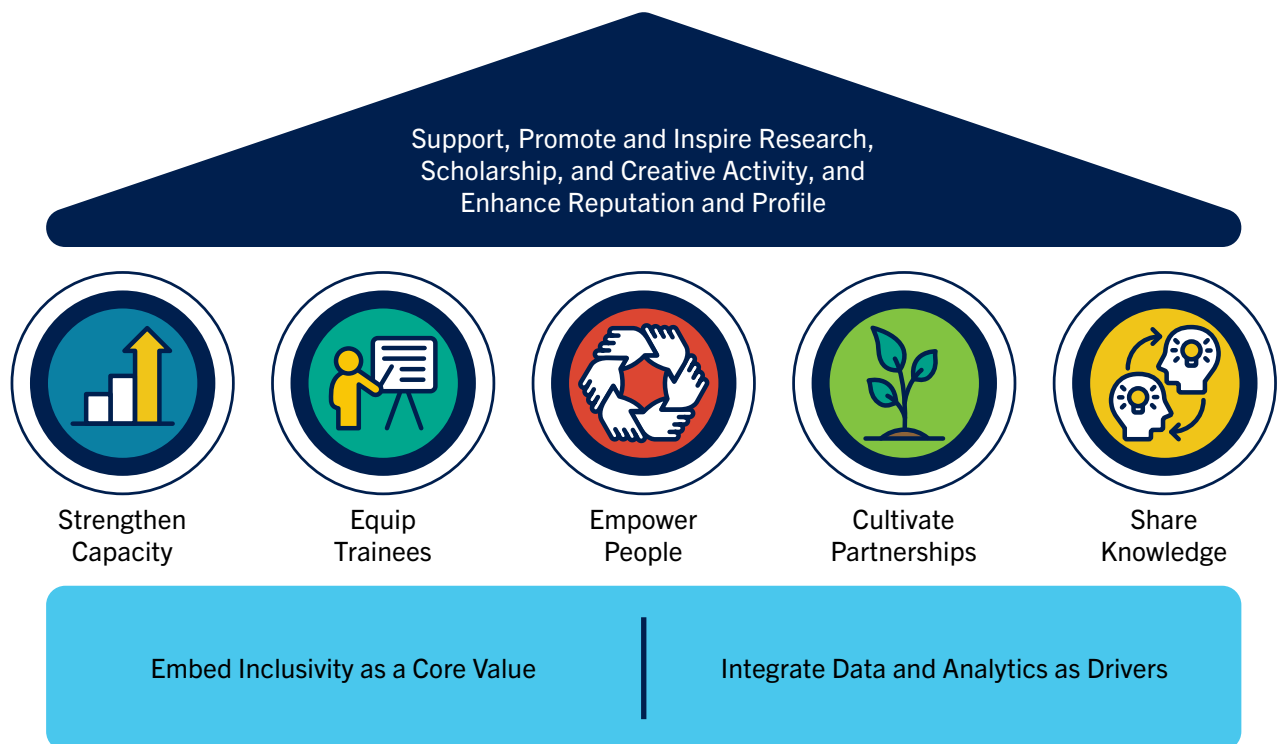 Support, Promote and Inspire Research,
Scholarship, and Creative Activity, and
Enhance Reputation and Profile
Strengthen
Capacity
Equip
Trainees
Empower
People
Cultivate
Partnerships
Share
Knowledge
Embed Inclusivity as a Core Value
Integrate Data and Analytics as Drivers